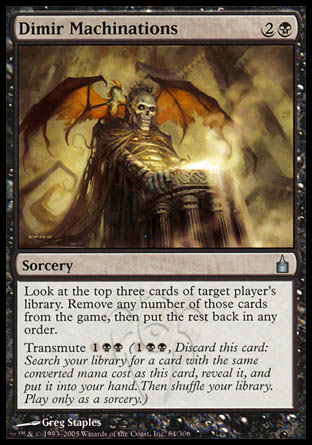 Dimir Machinations 2
Sorcery
Look at the top three cards of target player's
library. Remove any number of those cards
from the game, then put the rest back in any
order.
Transmute 1 (1, Discard this card:
Search your library for a card with the same
converted mana cost as this card, reveal it, and
put it into your hand. Then shuffle your library.
Play only as a sorcery.)
Greg Staples
™ & © 1993–2005 Wizards of the Coast, Inc. 84/306